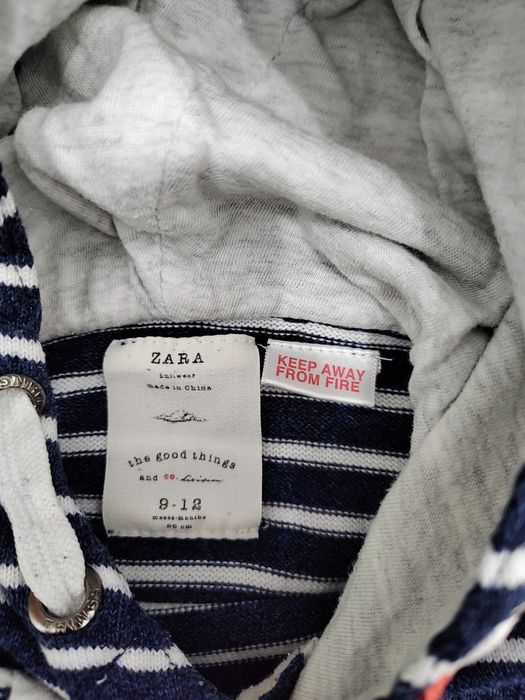 ZARA
knitwear
made in China
the good things
and co. division
9-12
meses-months
80 cm
KEEP AWAY
FROM FIRE